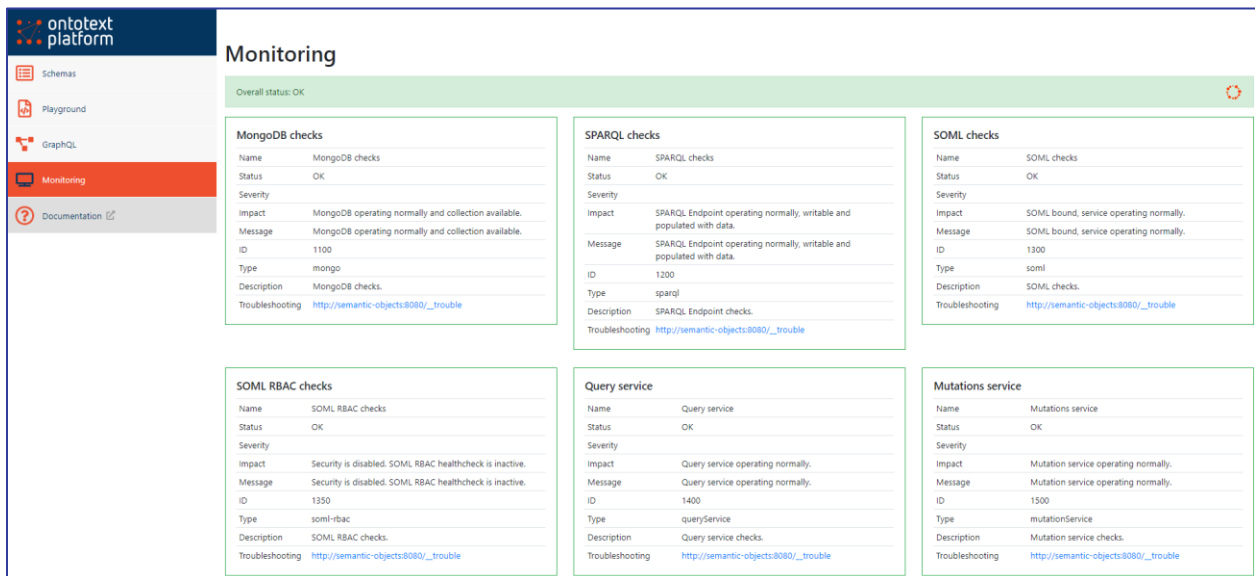 ontotext
platform
Schemas
Playground
GraphQL
Monitoring
Documentation
Monitoring
Overall status: OK
MongoDB checks
Name MongoDB checks
Status OK
Severity
Impact MongoDB operating normally and collection available.
Message MongoDB operating normally and collection available.
ID 1100
Type mongo
Description MongoDB checks.
Troubleshooting http://semantic-objects:8080/__trouble
SPARQL checks
Name SPARQL checks
Status OK
Severity
Impact SPARQL Endpoint operating normally, writable and
populated with data.
Message SPARQL Endpoint operating normally, writable and
populated with data.
ID 1200
Type sparql
Description SPARQL Endpoint checks.
Troubleshooting http://semantic-objects:8080/__trouble
SOML checks
Name SOML checks
Status OK
Severity
Impact SOML bound, service operating normally.
Message SOML bound, service operating normally.
ID 1300
Type soml
Description SOML checks.
Troubleshooting http://semantic-objects:8080/__trouble
SOML RBAC checks
Name SOML RBAC checks
Status OK
Severity
Impact Security is disabled. SOML RBAC healthcheck is inactive.
Message Security is disabled. SOML RBAC healthcheck is inactive.
ID 1350
Type soml-rbac
Description SOML RBAC checks.
Troubleshooting http://semantic-objects:8080/__trouble
Query service
Name Query service
Status OK
Severity
Impact Query service operating normally.
Message Query service operating normally.
ID 1400
Type queryService
Description Query service checks.
Troubleshooting http://semantic-objects:8080/__trouble
Mutations service
Name Mutations service
Status OK
Severity
Impact Mutation service operating normally.
Message Mutation service operating normally.
ID 1500
Type mutationService
Description Mutation service checks.
Troubleshooting http://semantic-objects:8080/__trouble